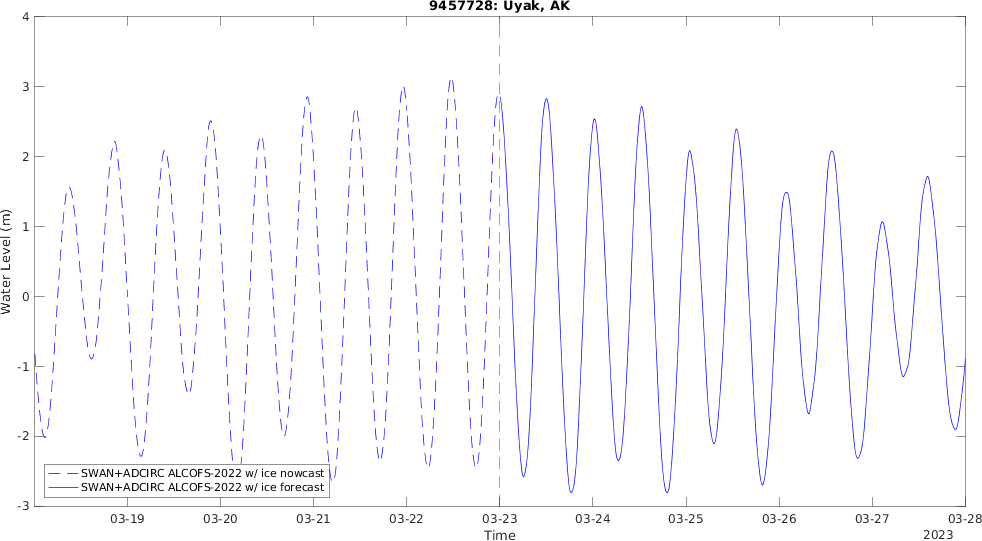 9457728: Uyak, AK
Water Level (m)
4
3
2
1
0
-1
-2
-3
SWAN+ADCIRC ALCOFS-2022 w/ ice nowcast
SWAN+ADCIRC ALCOFS-2022 w/ ice forecast
03-19 03-20 03-21 03-22 03-23 03-24 03-25 03-26 03-27 03-28
Time
2023